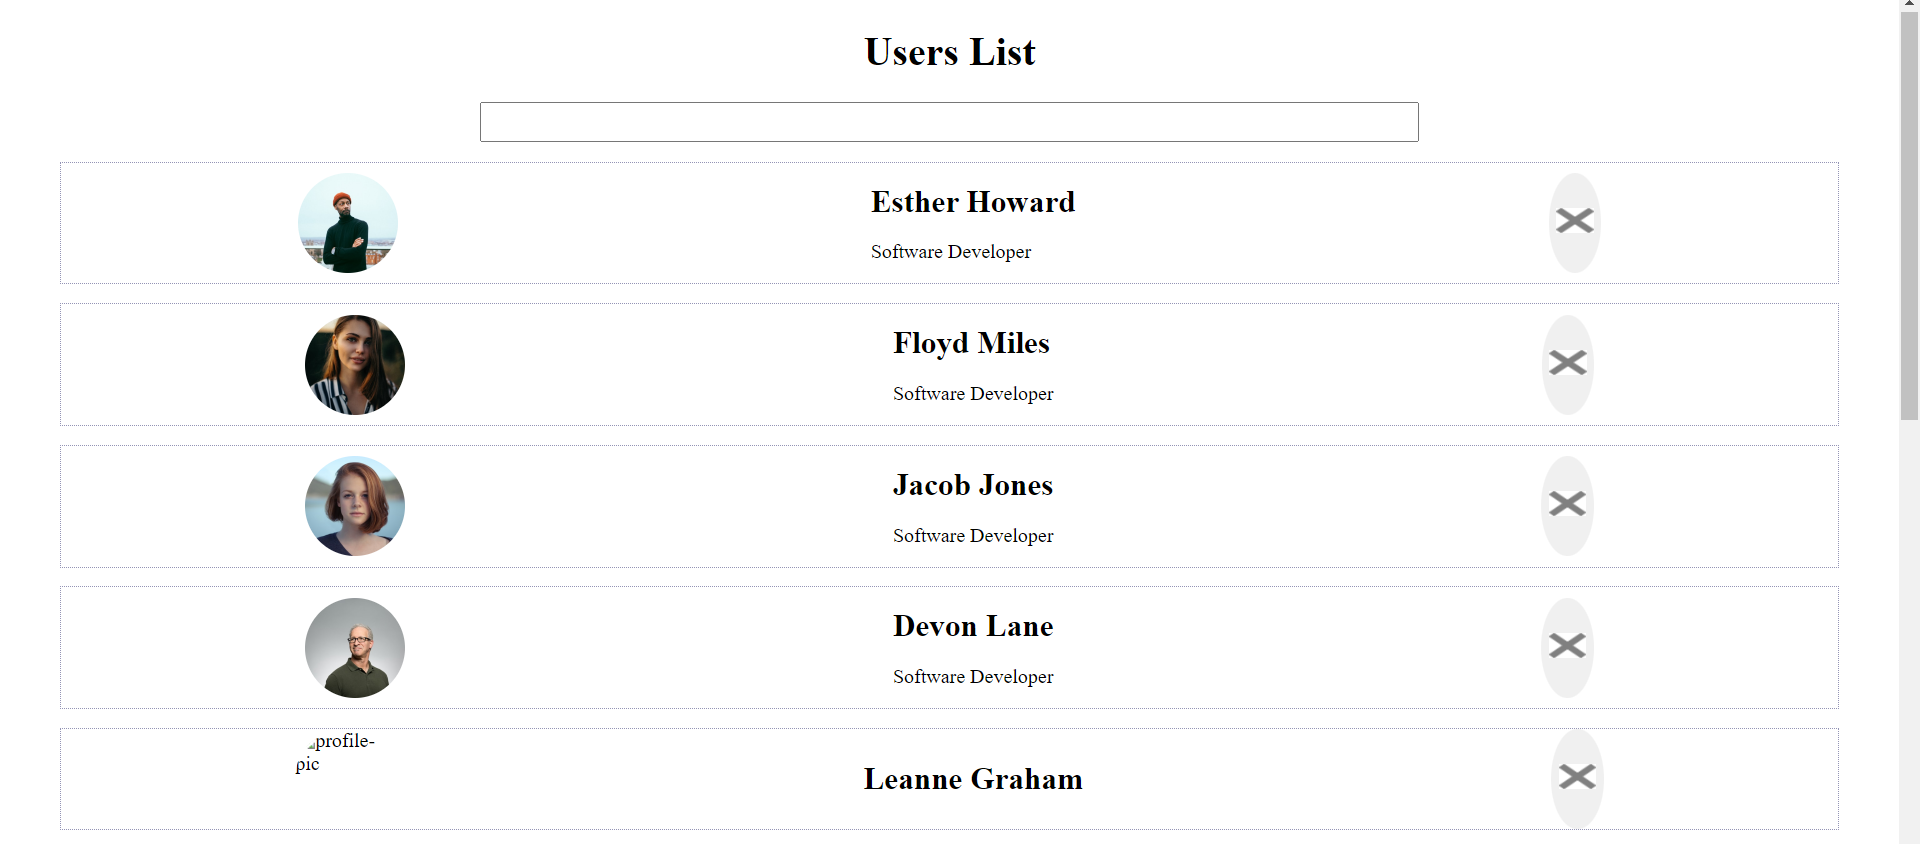 Users List
Esther Howard
Software Developer
Floyd Miles
Software Developer
Jacob Jones
Software Developer
Devon Lane
Software Developer
profile-
pic
Leanne Graham